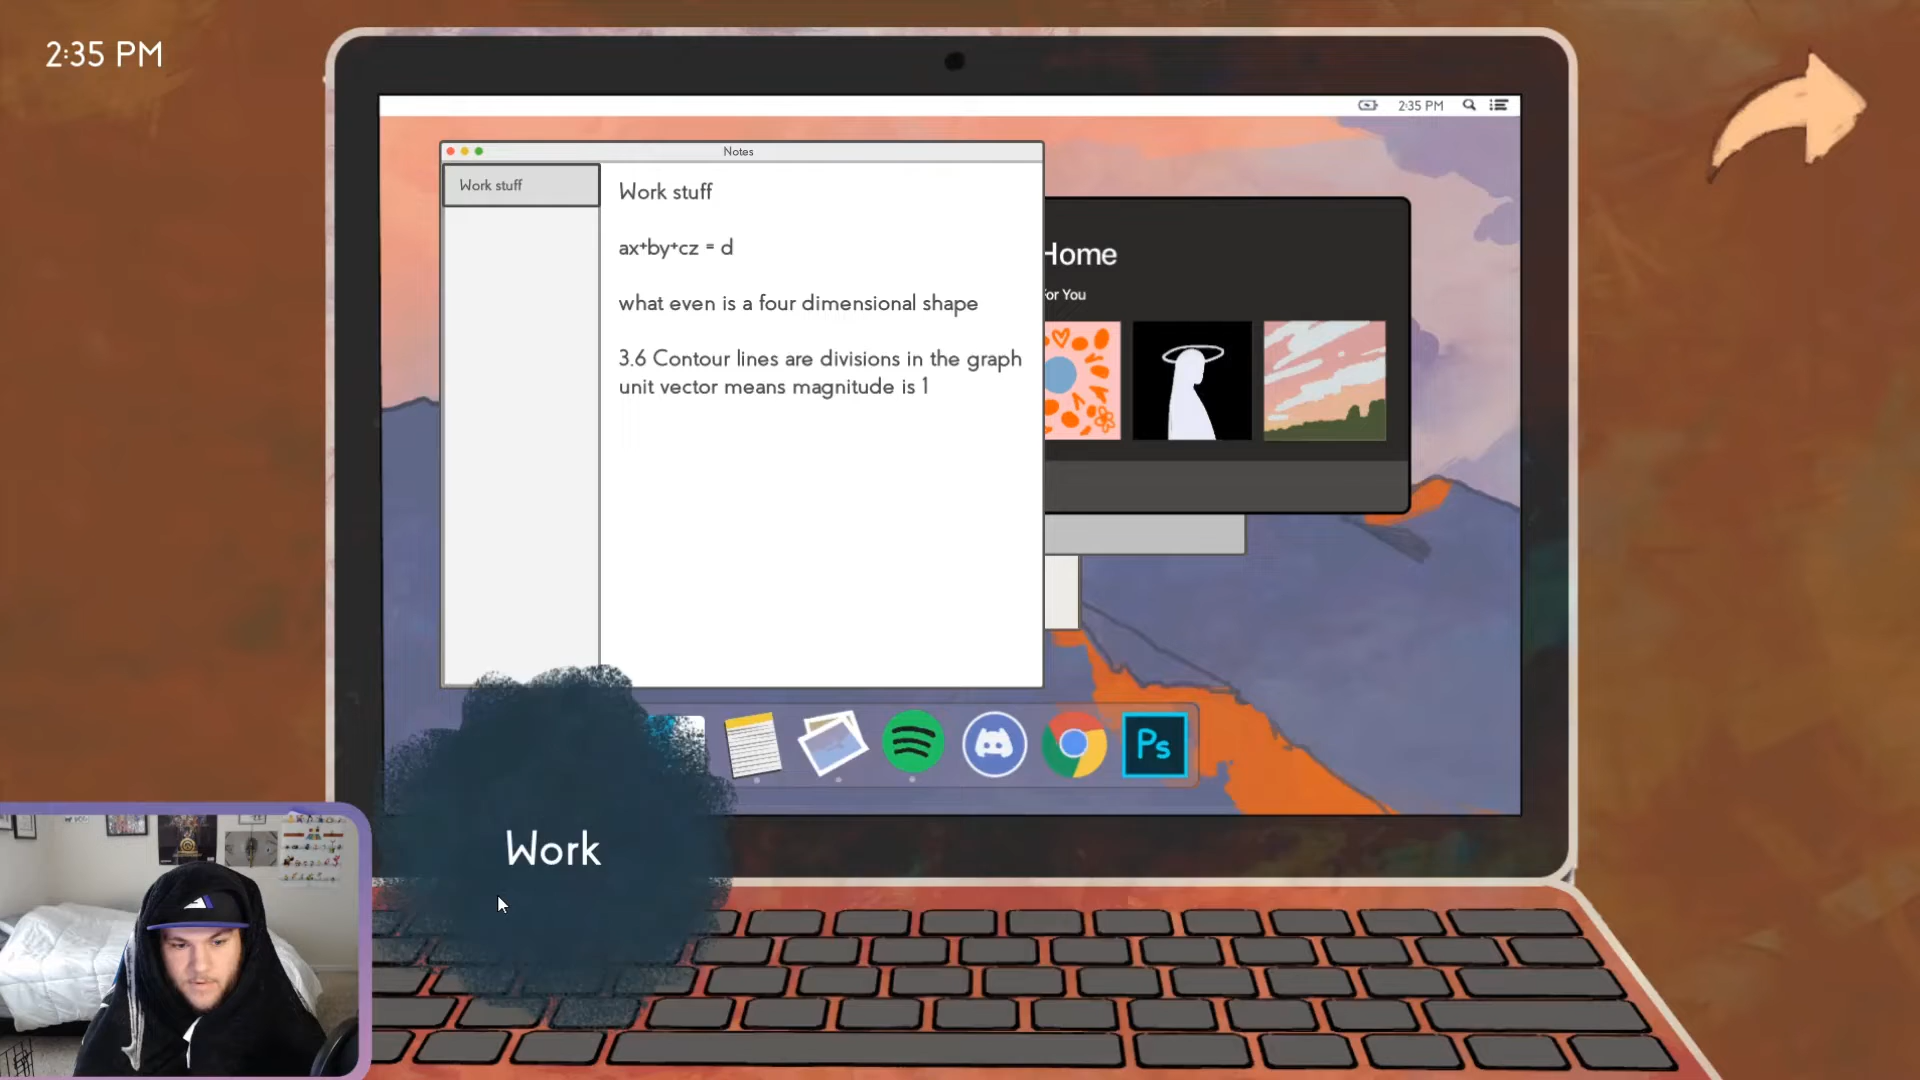 2:35 PM
2:35 PM
Notes
Work stuff
Work stuff
ax+by+cz = d
what even is a four dimensional shape
3.6 Contour lines are divisions in the graph
unit vector means magnitude is 1
Home
For You
Ps
Work